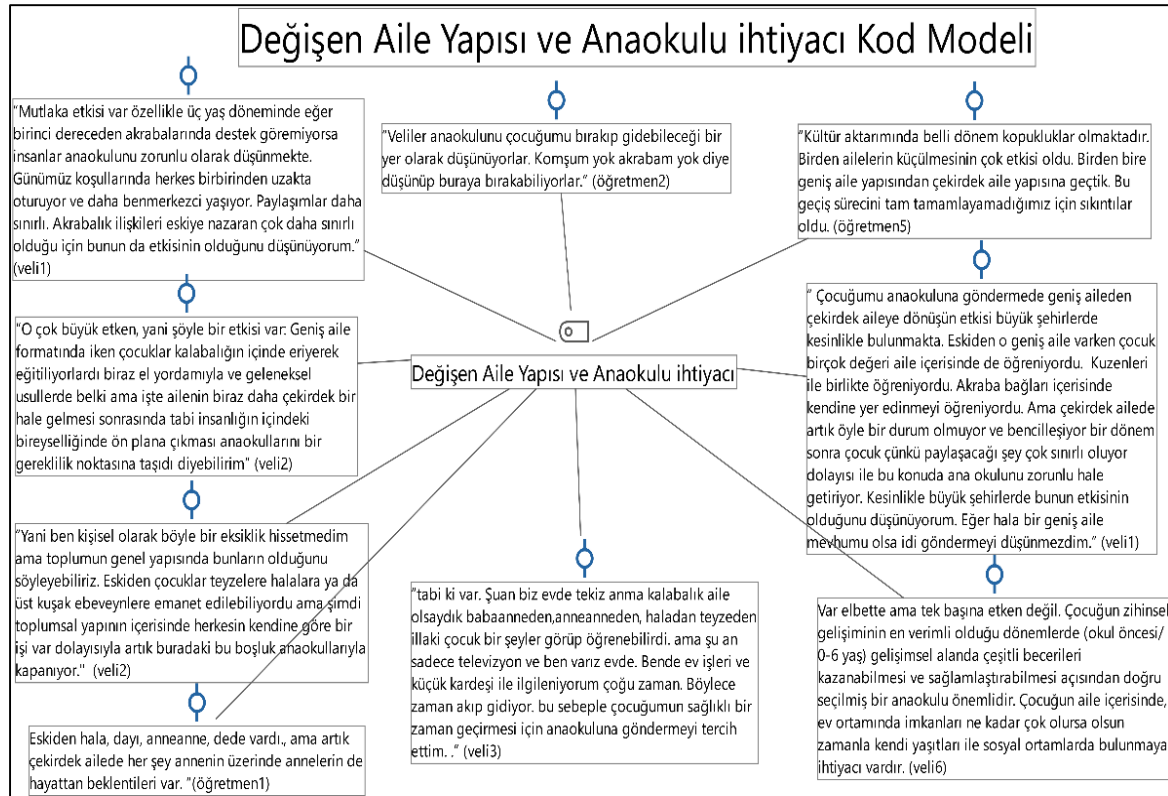 Değişen Aile Yapısı ve Anaokulu ihtiyacı Kod Modeli
"Mutlaka etkisi var özellikle üç yaş döneminde eğer
birinci dereceden akrabalarında destek göremiyorsa
insanlar anaokulunu zorunlu olarak düşünmekte.
Günümüz koşullarında herkes birbirinden uzakta
oturuyor ve daha benmerkezci yaşıyor. Paylaşımlar daha
sınırlı. Akrabalık ilişkileri eskiye nazaran çok daha sınırlı
olduğu için bunun da etkisinin olduğunu düşünüyorum."
(veli1)
"Veliler anaokulunu çocuğumu bırakıp gidebileceği bir
yer olarak düşünüyorlar. Komşum yok akrabam yok diye
düşünüp buraya bırakabiliyorlar." (öğretmen2)
"Kültür aktarımında belli dönem kopukluklar olmaktadır.
Birden ailelerin küçülmesinin çok etkisi oldu. Birden bire
geniş aile yapısından çekirdek aile yapısına geçtik. Bu
geçiş sürecini tam tamamlayamadığımız için sıkıntılar
oldu. (öğretmen5)
"O çok büyük etken, yani şöyle bir etkisi var: Geniş aile
formatında iken çocuklar kalabalığın içinde eriyerek
eğitiliyorlardı biraz el yordamıyla ve geleneksel
usullerde belki ama işte ailenin biraz daha çekirdek bir
hale gelmesi sonrasında tabi insanlığın içindeki
bireyselliğinde ön plana çıkması anaokullarını bir
gereklilik noktasına taşıdı diyebilirim" (veli2)
Değişen Aile Yapısı ve Anaokulu ihtiyacı
" Çocuğumu anaokuluna göndermede geniş aileden
çekirdek aileye dönüşün etkisi büyük şehirlerde
kesinlikle bulunmakta. Eskiden o geniş aile varken çocuk
birçok değeri aile içerisinde de öğreniyordu. Kuzenleri
ile birlikte öğreniyordu. Akraba bağları içerisinde
kendine yer edinmeyi öğreniyordu. Ama çekirdek ailede
artık öyle bir durum olmuyor ve bencilleşiyor bir dönem
sonra çocuk çünkü paylaşacağı şey çok sınırlı oluyor
dolayısı ile bu konuda ana okulunu zorunlu hale
getiriyor. Kesinlikle büyük şehirlerde bunun etkisinin
olduğunu düşünüyorum. Eğer hala bir geniş aile
mevhumu olsa idi göndermeyi düşünmezdim." (veli1)
"Yani ben kişisel olarak böyle bir eksiklik hissetmedim
ama toplumun genel yapısında bunların olduğunu
söyleyebiliriz. Eskiden çocuklar teyzelere halalara ya da
üst kuşak ebeveynlere emanet edilebiliyordu ama şimdi
toplumsal yapının içerisinde herkesin kendine göre bir
işi var dolayısıyla artık buradaki bu boşluk anaokullarıyla
kapanıyor." (veli2)
"tabi ki var. Şuan biz evde tekiz anma kalabalık aile
olsaydık babaanneden,anneanneden, haladan teyzeden
illaki çocuk bir şeyler görüp öğrenebilirdi. ama şu an
sadece televizyon ve ben varız evde. Bende ev işleri ve
küçük kardeşi ile ilgileniyorum çoğu zaman. Böylece
zaman akıp gidiyor. bu sebeple çocuğumun sağlıklı bir
zaman geçirmesi için anaokuluna göndermeyi tercih
ettim. ." (veli3)
Var elbette ama tek başına etken değil. Çocuğun zihinsel
gelişiminin en verimli olduğu dönemlerde (okul öncesi/
0-6 yaş) gelişimsel alanda çeşitli becerileri
kazanabilmesi ve sağlamlaştırabilmesi açısından doğru
seçilmiş bir anaokulu önemlidir. Çocuğun aile içerisinde,
ev ortamında imkanları ne kadar çok olursa olsun
zamanla kendi yaşıtları ile sosyal ortamlarda bulunmaya
ihtiyacı vardır. (veli6)
Eskiden hala, dayı, anneanne, dede vardı., ama artık
çekirdek ailede her şey annenin üzerinde annelerin de
hayattan beklentileri var. "(öğretmen1)